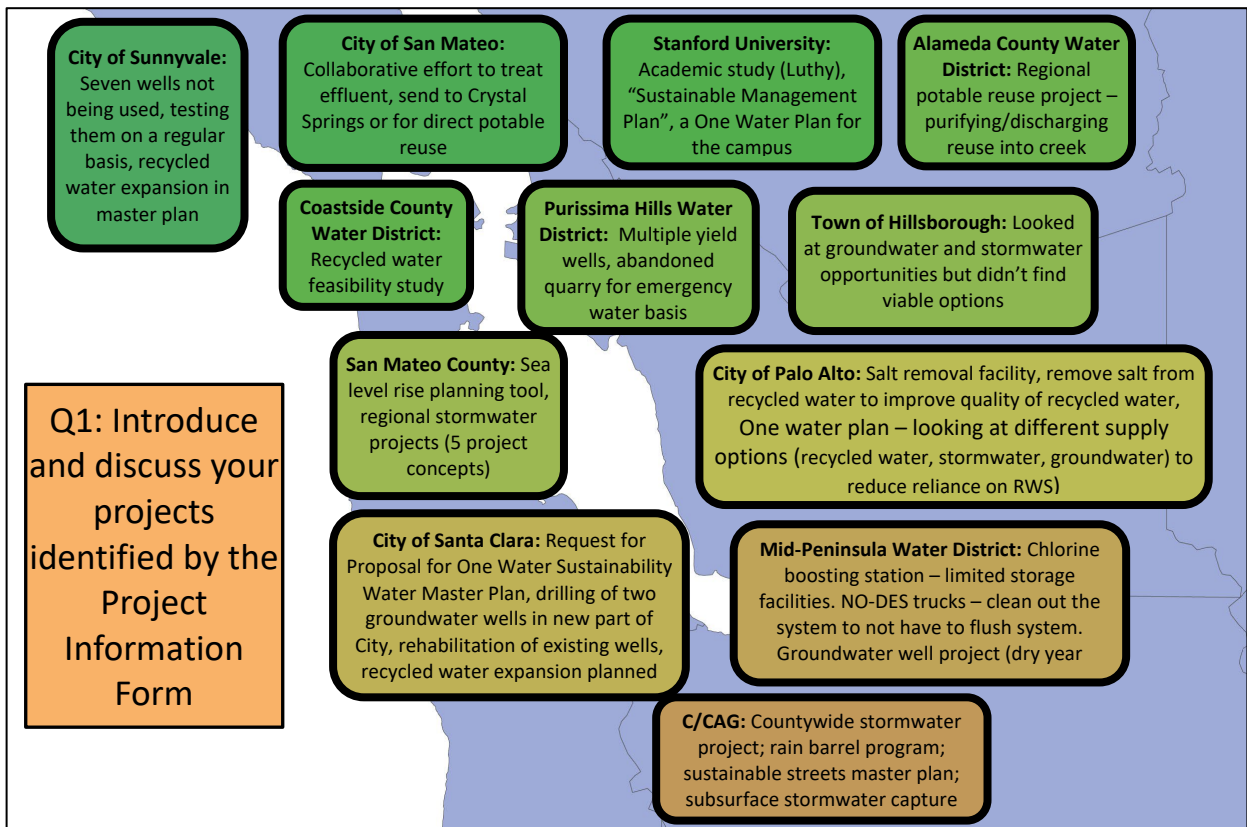 City of Sunnyvale:
Seven wells not
being used, testing
them on a regular
basis, recycled
water expansion in
master plan
City of San Mateo:
Collaborative effort to treat
effluent, send to Crystal
Springs or for direct potable
reuse
Stanford University:
Academic study (Luthy),
“Sustainable Management
Plan”, a One Water Plan for
the campus
Alameda County Water
District: Regional
potable reuse project –
purifying/discharging
reuse into creek
Coastside County
Water District:
Recycled water
feasibility study
Purissima Hills Water
District: Multiple yield
wells, abandoned
quarry for emergency
water basis
Town of Hillsborough: Looked
at groundwater and stormwater
opportunities but didn’t find
viable options
San Mateo County: Sea
level rise planning tool,
regional stormwater
projects (5 project
concepts)
City of Palo Alto: Salt removal facility, remove salt from
recycled water to improve quality of recycled water,
One water plan – looking at different supply
options (recycled water, stormwater, groundwater) to
reduce reliance on RWS)
Q1: Introduce
and discuss your
projects
identified by the
Project
Information
Form
City of Santa Clara: Request for
Proposal for One Water Sustainability
Water Master Plan, drilling of two
groundwater wells in new part of
City, rehabilitation of existing wells,
recycled water expansion planned
Mid-Peninsula Water District: Chlorine
boosting station – limited storage
facilities. NO-DES trucks – clean out the
system to not have to flush system.
Groundwater well project (dry year
C/CAG: Countywide stormwater
project; rain barrel program;
sustainable streets master plan;
subsurface stormwater capture